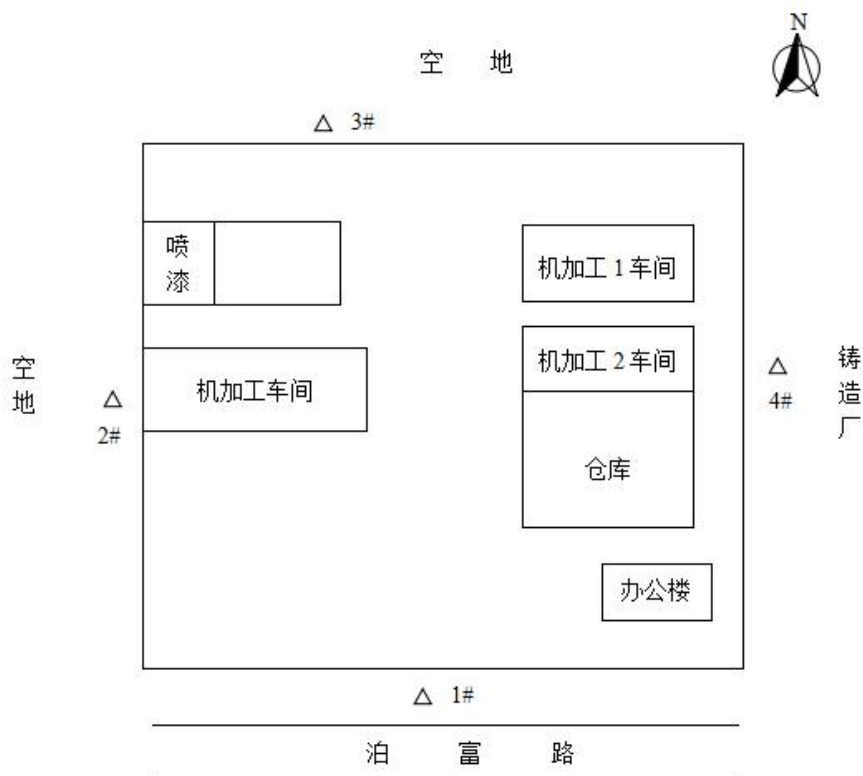 N
空 地
△ 3#
喷
漆
机加工1车间
机加工2车间
空
地
机加工车间
△
2#
△
4#
铸
造
厂
仓库
办公楼
△ 1#
泊 富 路